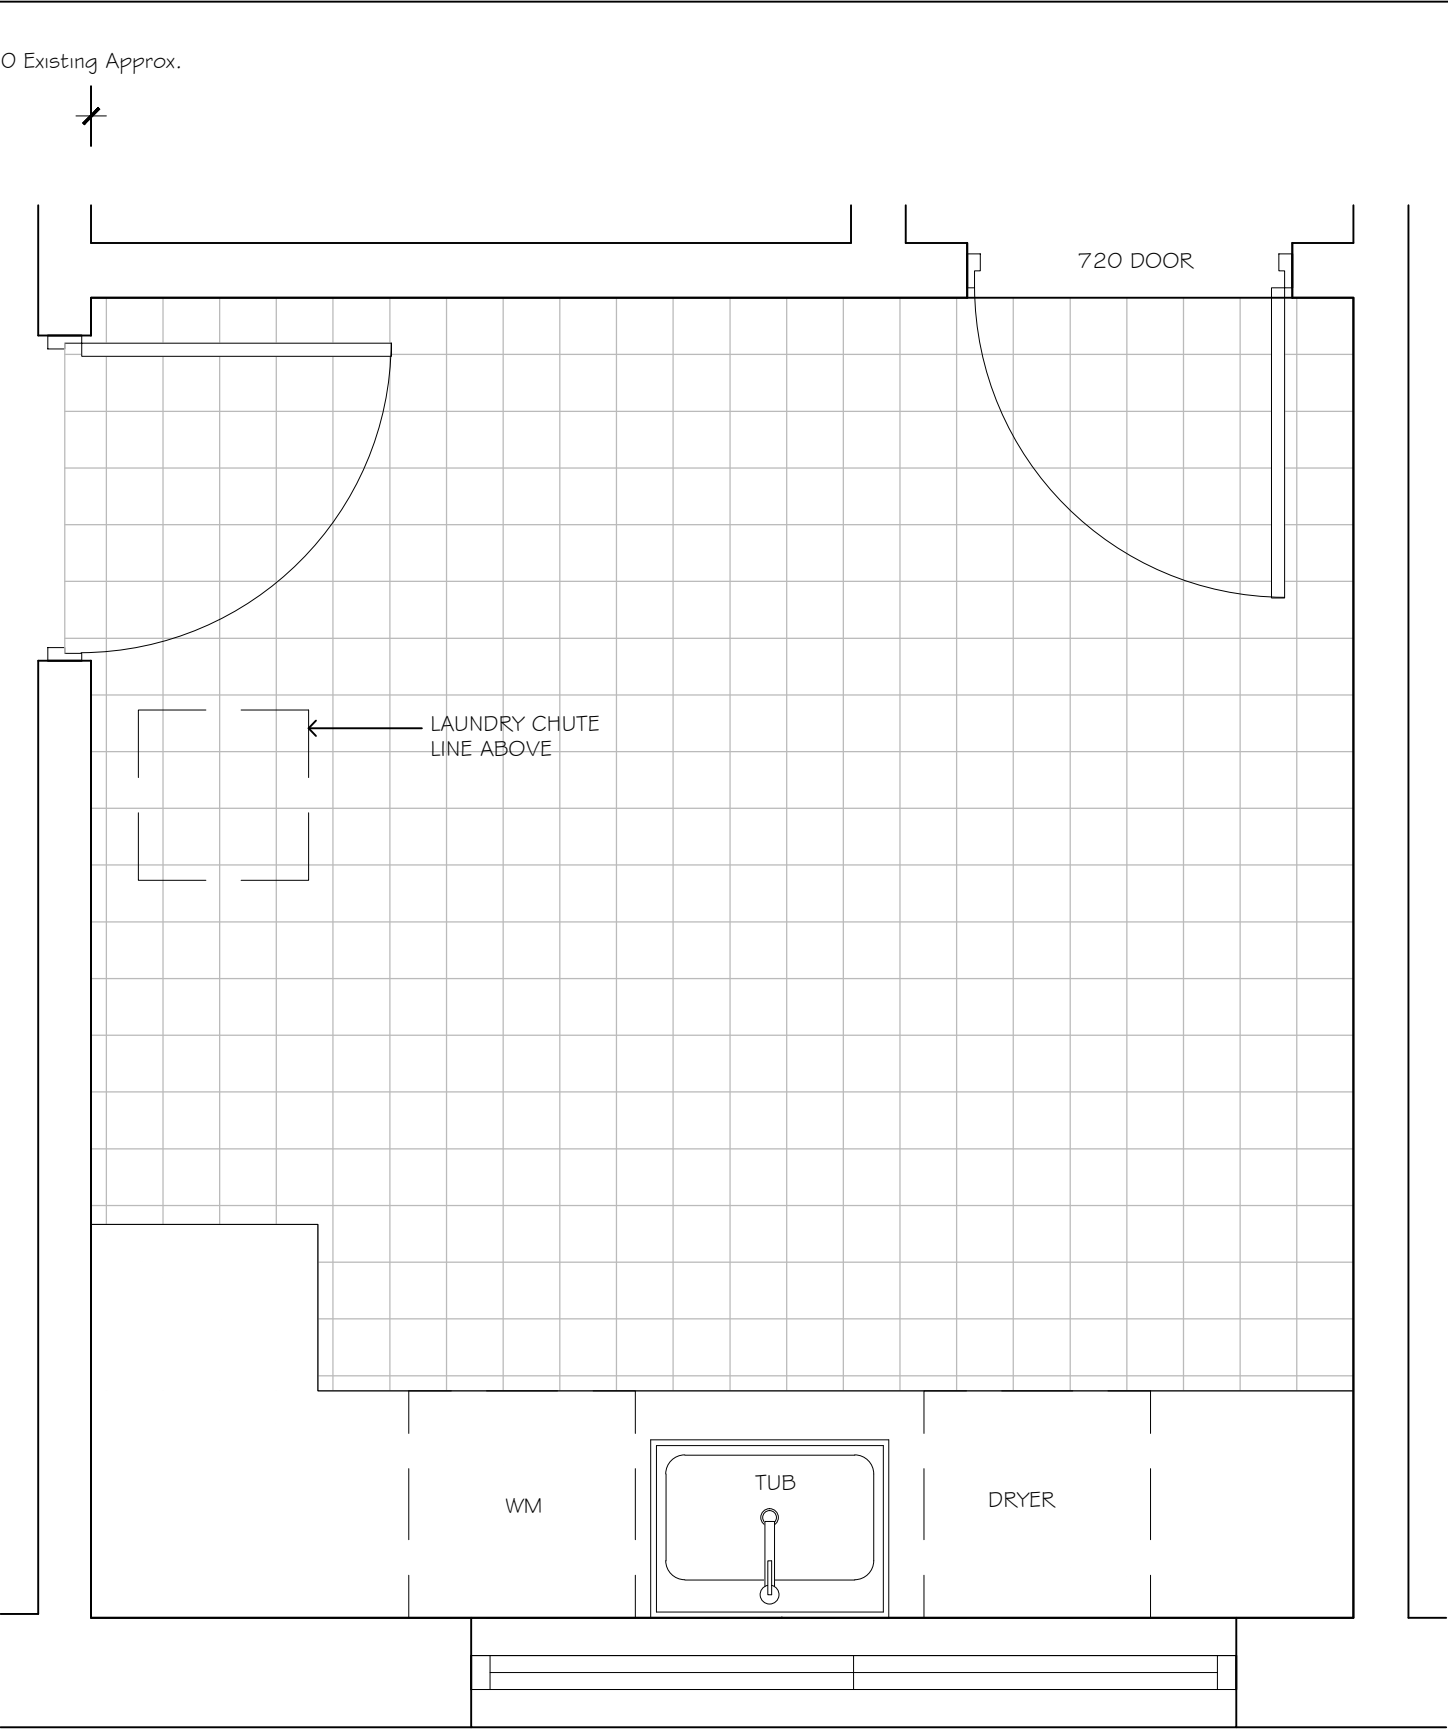 0 Existing Approx.
720 DOOR
LAUNDRY CHUTE
LINE ABOVE
TUB
WM
DRYER